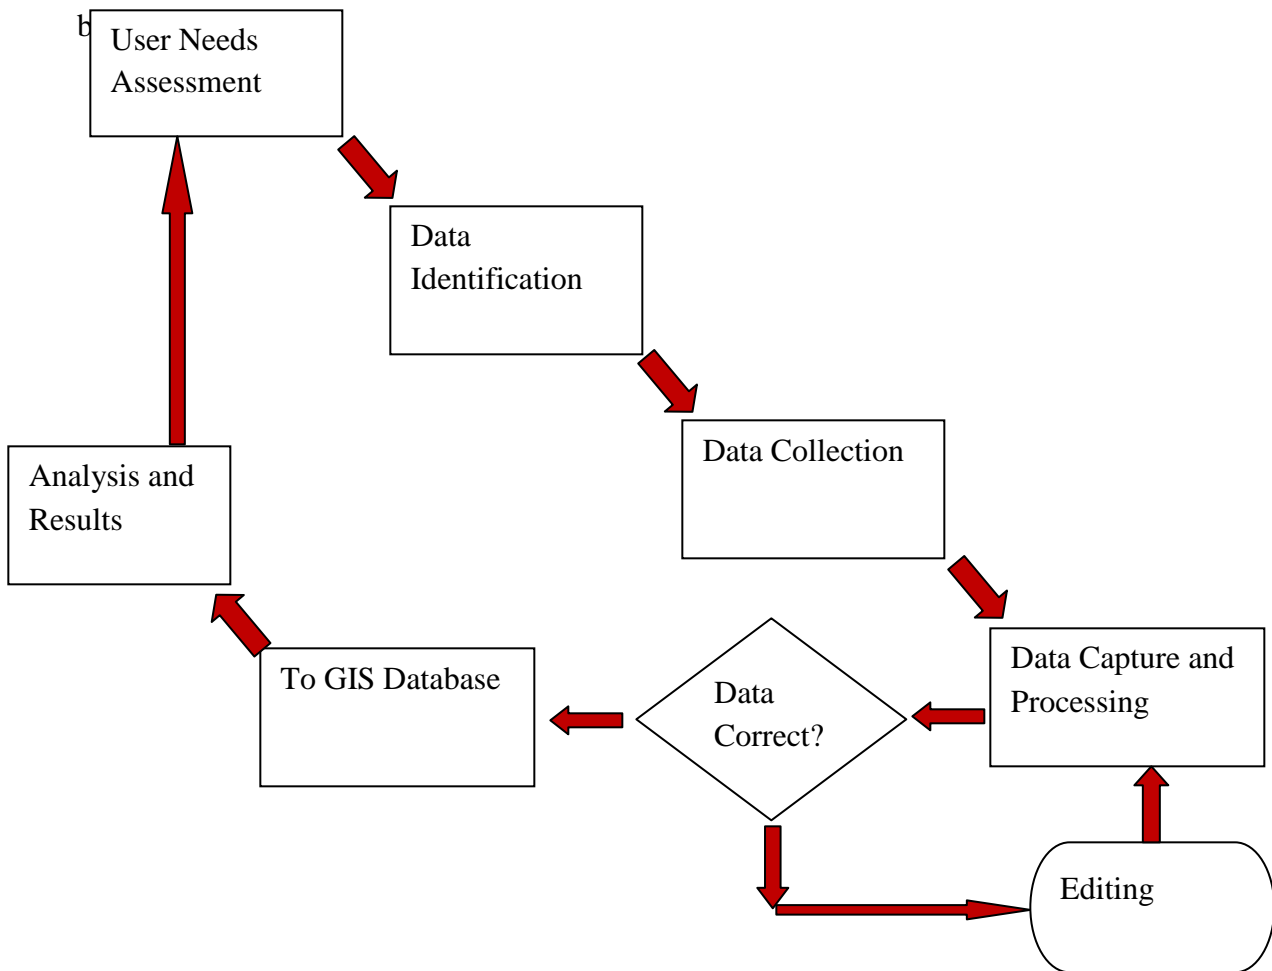 b
User Needs
Assessment
Data
Identification
Data Collection
Analysis and
Results
Data Capture and
Processing
To GIS Database
Data
Correct?
Editing